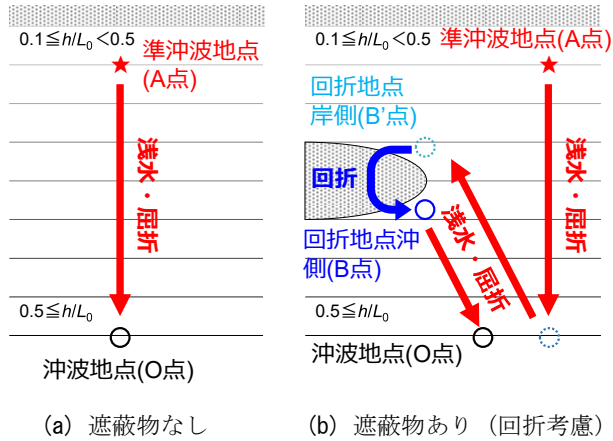 0.1≦h/L0<0.5
準沖波地点
(A点)
浅水・屈折
0.5≦h/L0
沖波地点(O点)
(a) 遮蔽物なし
0.1≦h/L0<0.5
準沖波地点(A点)
回折地点
岸側(B'点)
回折
回折地点沖
側(B点)
浅水・屈折
浅水・屈折
0.5≦h/L0
沖波地点(O点)
(b) 遮蔽物あり（回折考慮）